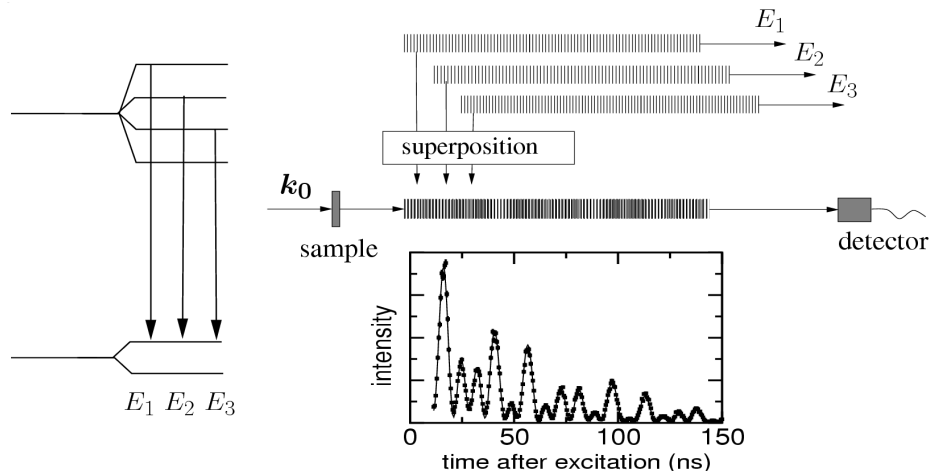 E1
E2
E3
superposition
k0
sample
detector
intensity
0 50 100 150
time after excitation (ns)
E1 E2 E3